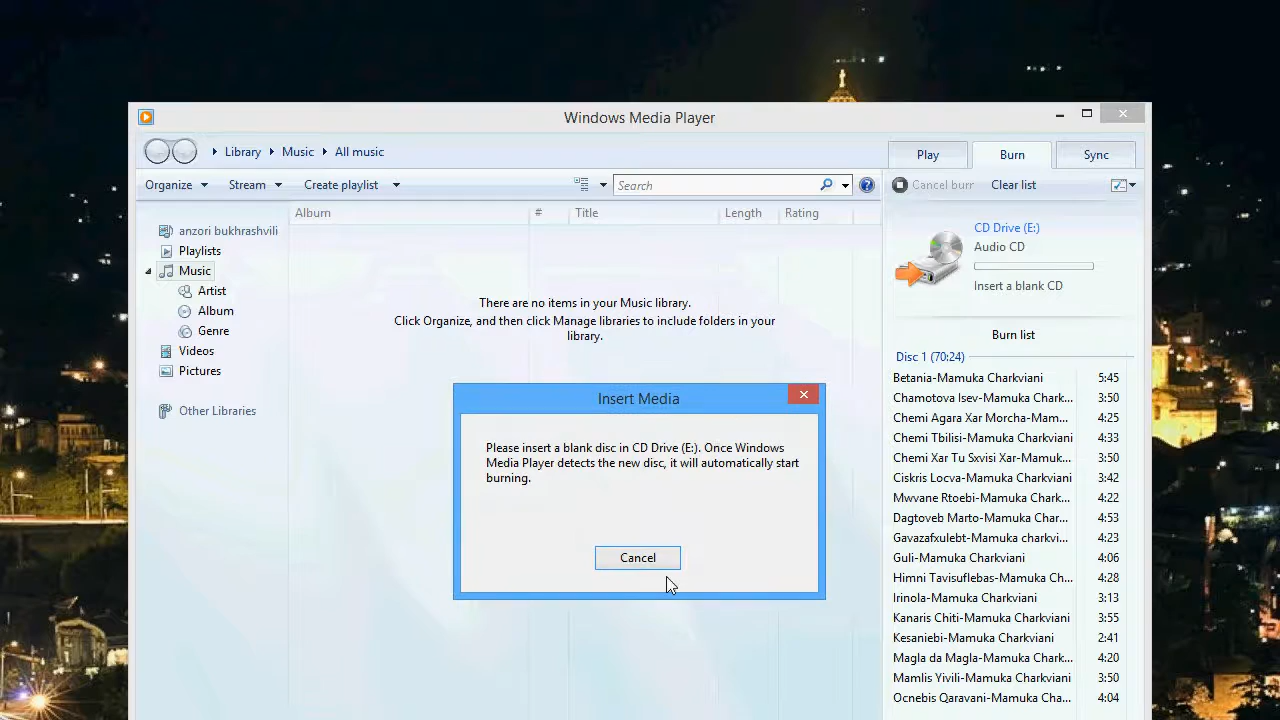 Windows Media Player
Library Music All music
Play Burn Sync
Organize Stream Create playlist
Search
Cancel burr Clear list
Album # Title Length Rating
anzori bukhrashvili
Playlists
Music
Artist
Album
Genre
Videos
Pictures
Other Libraries
There are no items in your Music library.
Click Organize, and then click Manage libraries to include folders in your
library.
Insert Media
Please insert a blank disc in CD Drive (E:). Once Windows
Media Player detects the new disc, it will automatically start
burning.
Cancel
CD Drive (E:)
Audio CD
Insert a blank CD
Burn list
Disc 1 (70:24)
Betania-Mamuka Charkviani 5:45
Chamotova Isev-Mamuka Chark... 3:50
Chemi Agara Xar Morcha-Mam... 4:25
Chemi Tbilisi-Mamuka Charkviani 4:33
Chemi Xar Tu Sxvisi Xar-Mamuk... 3:50
Ciskris Locva-Mamuka Charkviani 3:42
Mwvane Rtoebi-Mamuka Chark... 4:22
Dagtoveb Marto-Mamuka Char... 4:53
Gavazafxulebt-Mamuka Charkvi... 4:23
Guli-Mamuka Charkviani 4:06
Himni Tavisuflebas-Mamuka Ch... 4:28
Irinola-Mamuka Charkviani 3:13
Kanaris Chiti-Mamuka Charkvia... 3:55
Kesaniebi-Mamuka Charkviani 2:41
Magla da Magla-Mamuka Chark... 4:20
Mamlis Yivili-Mamuka Charkviani 3:50
Ocnebis Qaravani-Mamuka Cha... 4:04